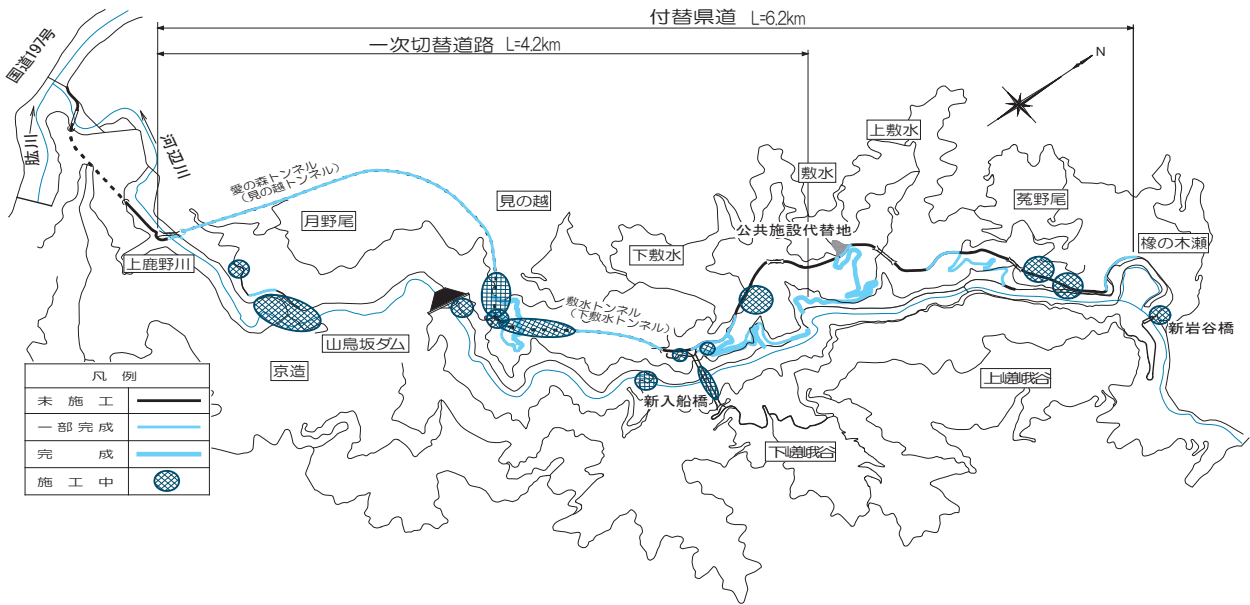 付替県道 L=6.2km
一次切替道路 L=4.2km
国道197号
N
肱川
河辺川
上敷水
敷水
愛の森トンネル
(見の越トンネル)
見の越
月野尾
菟野尾
公共施設代替地
橡の木瀬
下敷水
上鹿野川
敷水トンネル
(下敷水トンネル)
新岩谷橋
山鳥坂ダム
京造
上嵯峨谷
新入船橋
下嵯峨谷
凡例
未施工
一部完成
完成
施工中